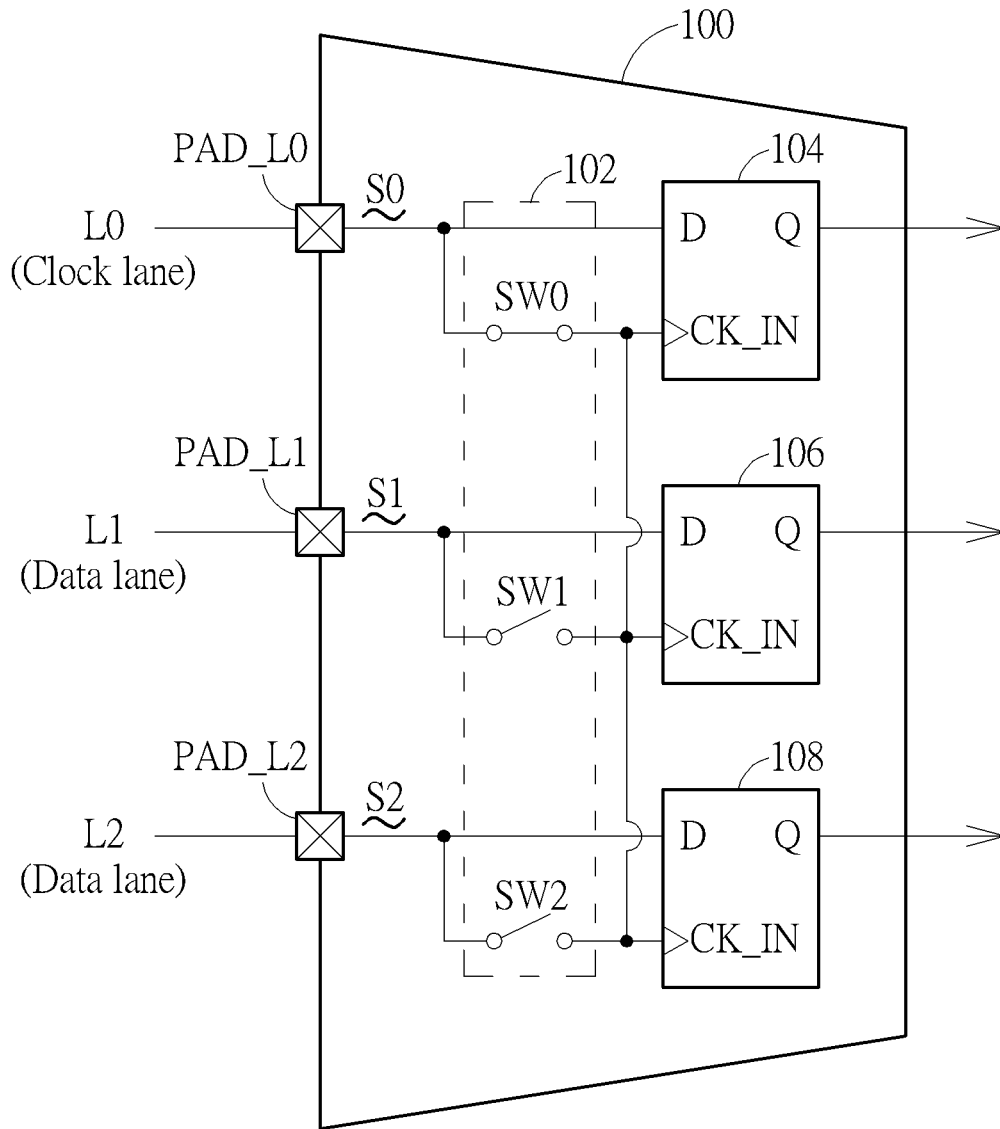 100
PAD_L0
S0
102
104
L0
(Clock lane)
D Q
SW0
CK_IN
PAD_L1
S1
106
L1
(Data lane)
D Q
SW1
CK_IN
PAD_L2
S2
108
L2
(Data lane)
D Q
SW2
CK_IN